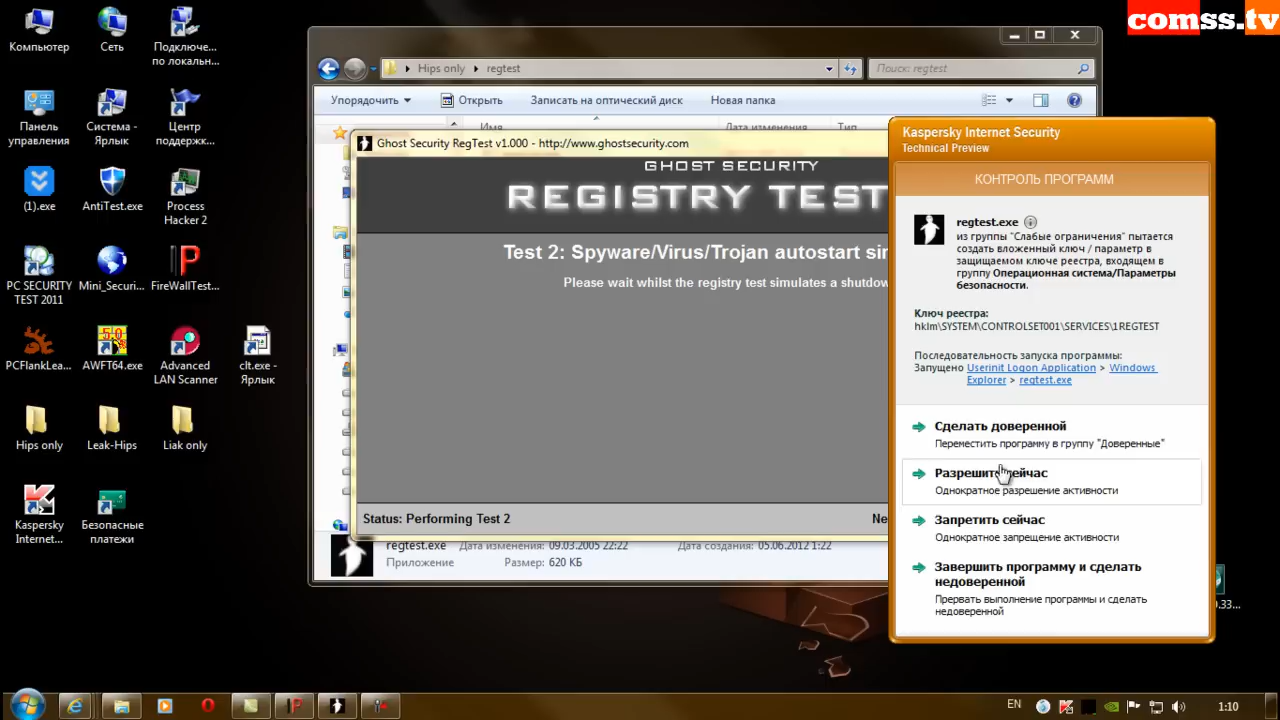 comss.tv
Компьютер
Сеть
Подключе...
по локальн...
Панель
управления
Система -
Ярлык
Центр
поддержк...
(1).exe
AntiTest.exe
Process
Hacker 2
PC SECURITY
TEST 2011
Mini_Securi...
FireWallTest...
PCFlankLea...
AWFT64.exe
Advanced
LAN Scanner
clt.exe -
Ярлык
Hips only
Leak-Hips
Liak only
Kaspersky
Internet...
Безопасные
платежи
Hips only
regtest
Поиск: regtest
Упорядочить
Открыть
Записать на оптический диск
Новая папка
Имя
Дата изменения
Тип
Ghost Security RegTest v1.000 - http://www.ghostsecurity.com
GHOST SECURITY
REGISTRY TEST
Test 2: Spyware/Virus/Trojan autostart sim
Please wait whilst the registry test simulates a shutdow
Status: Performing Test 2
Ne
regtest.exe
Дата изменения: 09.03.2005 22:22
Дата создания: 05.06.2012 1:22
Приложение
Размер: 620 КБ
Kaspersky Internet Security
Technical Preview
КОНТРОЛЬ ПРОГРАММ
regtest.exe
из группы "Слабые ограничения" пытается
создать вложенный ключ / параметр в
защищаемом ключе реестра, входящем в
группу Операционная система/Параметры
безопасности.
Ключ реестра:
hklm\SYSTEM\CONTROLSET001\SERVICES\1REGTEST
Последовательность запуска программы:
Запущено Userinit Logon Application > Windows
Explorer > regtest.exe
Сделать доверенной
Переместить программу в группу "Доверенные"
Разрешить сейчас
Однократное разрешение активности
Запретить сейчас
Однократное запрещение активности
Завершить программу и сделать
недоверенной
Прервать выполнение программы и сделать
недоверенной
.33...
EN
1:10